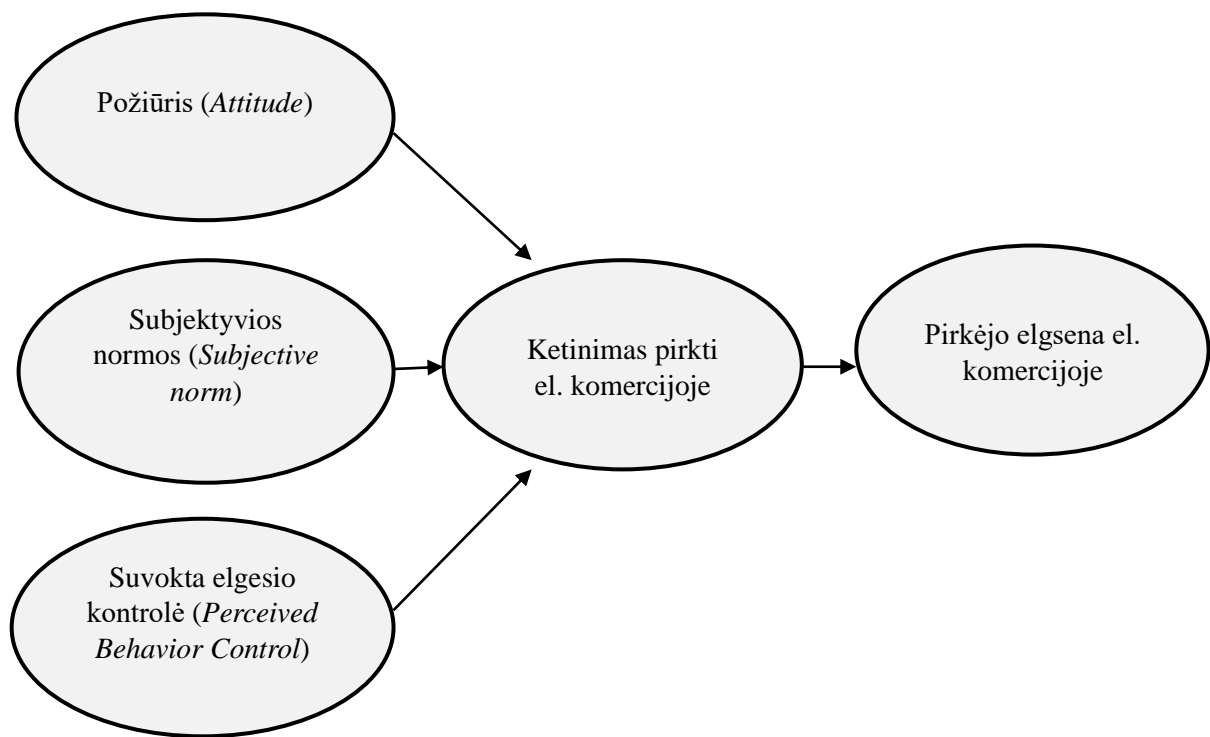 Požiūris (Attitude)
Subjektyvios
normos (Subjective
norm)
Suvokta elgesio
kontrolė (Perceived
Behavior Control)
Ketinimas pirkti
el. komercijoje
Pirkėjo elgsena el.
komercijoje